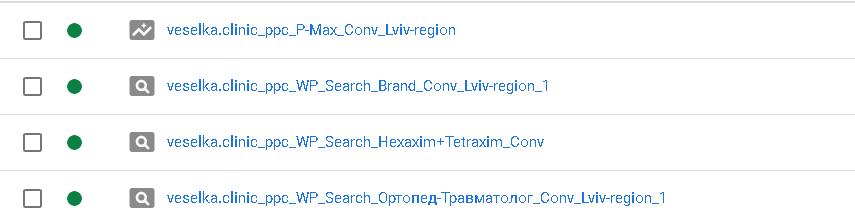 veselka.clinic_ppc_P-Max_Conv_Lviv-region
veselka.clinic_ppc_WP_Search_Brand_Conv_Lviv-region_1
veselka.clinic_ppc_WP_Search_Hexaxim+Tetraxim_Conv
veselka.clinic_ppc_WP_Search_Ортопед-Травматолог_Conv_Lviv-region_1